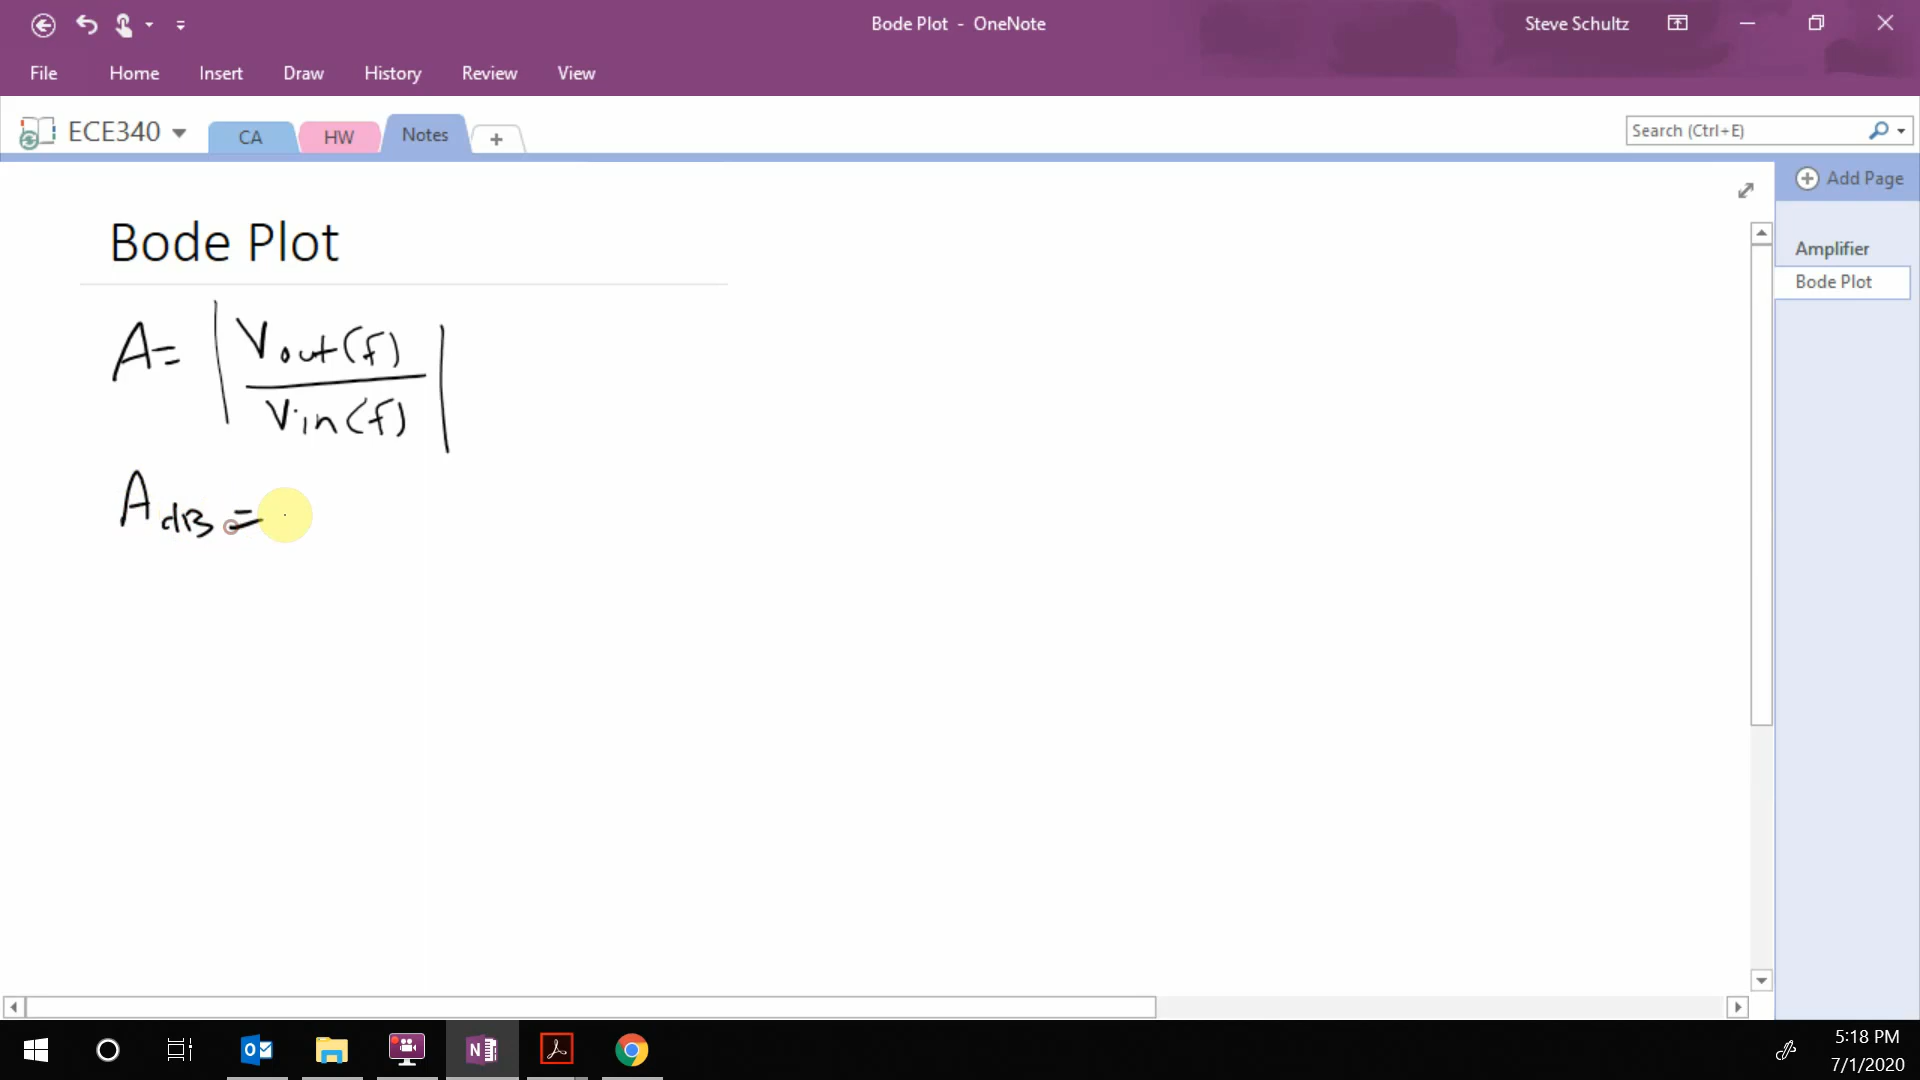 Bode Plot - OneNote
Steve Schultz
File Home Insert Draw History Review View
ECE340 CA HW Notes +
Search (Ctrl+E)
Add Page
Amplifier
Bode Plot
Bode Plot
A = | Vout(f) / Vin(f) |
A dB =
5:18 PM
7/1/2020